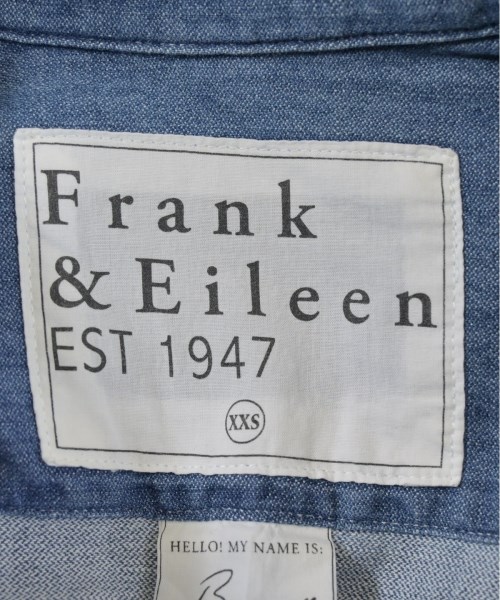 Frank
& Eileen
EST 1947
XXS
HELLO! MY NAME IS: